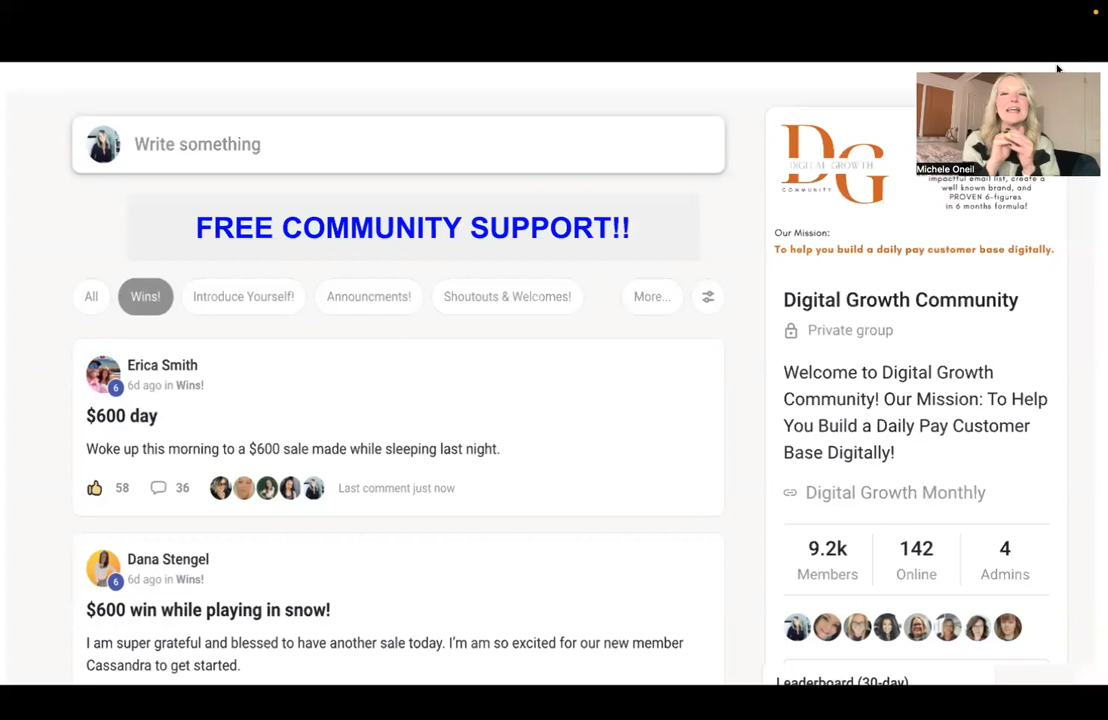 Write something
FREE COMMUNITY SUPPORT!!
All
Wins!
Introduce Yourself!
Announcments!
Shoutouts & Welcomes!
More...
Erica Smith
6
6d ago in Wins!
$600 day
Woke up this morning to a $600 sale made while sleeping last night.
58
36
Last comment just now
Dana Stengel
6
6d ago in Wins!
$600 win while playing in snow!
I am super grateful and blessed to have another sale today. I'm am so excited for our new member
Cassandra to get started.
Michele Oneil
DG
DIGITAL GROWTH
COMMUNITY
impactful email list, create a
well known brand, and
PROVEN 6-figures
in 6 months formula!
Our Mission:
To help you build a daily pay customer base digitally.
Digital Growth Community
Private group
Welcome to Digital Growth
Community! Our Mission: To Help
You Build a Daily Pay Customer
Base Digitally!
Digital Growth Monthly
9.2k
Members
142
Online
4
Admins
Leaderboard (30-day)